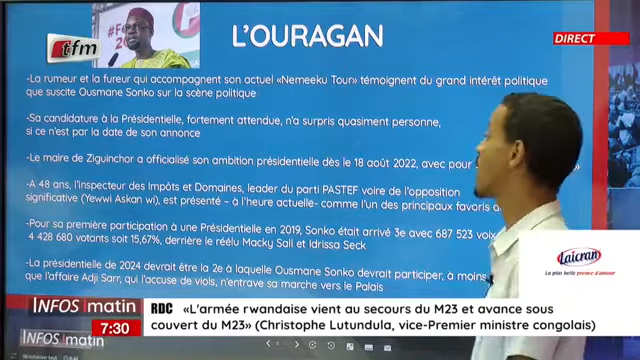 tfm
#F
20
L'OURAGAN
DIRECT
-La rumeur et la fureur qui accompagnent son actuel «Nemeeku Tour» témoignent du grand intérêt politique
que suscite Ousmane Sonko sur la scène politique
-Sa candidature à la Présidentielle, fortement attendue, n'a surpris quasiment personne,
si ce n'est par la date de son annonce
-Le maire de Ziguinchor a officialisé son ambition présidentielle dès le 18 août 2022, avec pour
-A 48 ans, l'inspecteur des Impôts et Domaines, leader du parti PASTEF voire de l'opposition
significative (Yewwi Askan wi), est présenté – à l'heure actuelle- comme l'un des principaux favoris
-Pour sa première participation à une Présidentielle en 2019, Sonko était arrivé 3e avec 687 523 voix
4 428 680 votants soit 15,67%, derrière le réélu Macky Sall et Idrissa Seck
-La présidentielle de 2024 devrait être la 2e à laquelle Ousmane Sonko devrait participer, à moins
que l'affaire Adji Sarr, qui l'accuse de viols, n'entrave sa marche vers le Palais
Laicran
La plus belle preuve d'amour
INFOS matin
7:30
RDC «L'armée rwandaise vient au secours du M23 et avance sous
couvert du M23» (Christophe Lutundula, vice-Premier ministre congolais)
INFOS matin